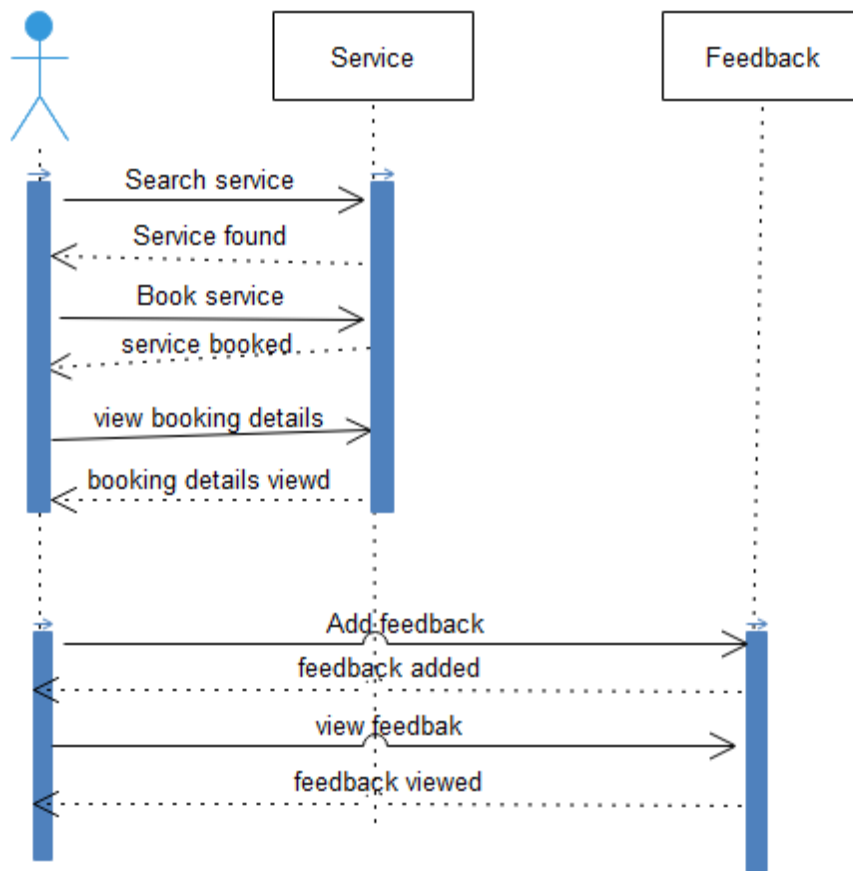 Service
Feedback
Search service
Service found
Book service
service booked
view booking details
booking details viewd
Add feedback
feedback added
view feedbak
feedback viewed